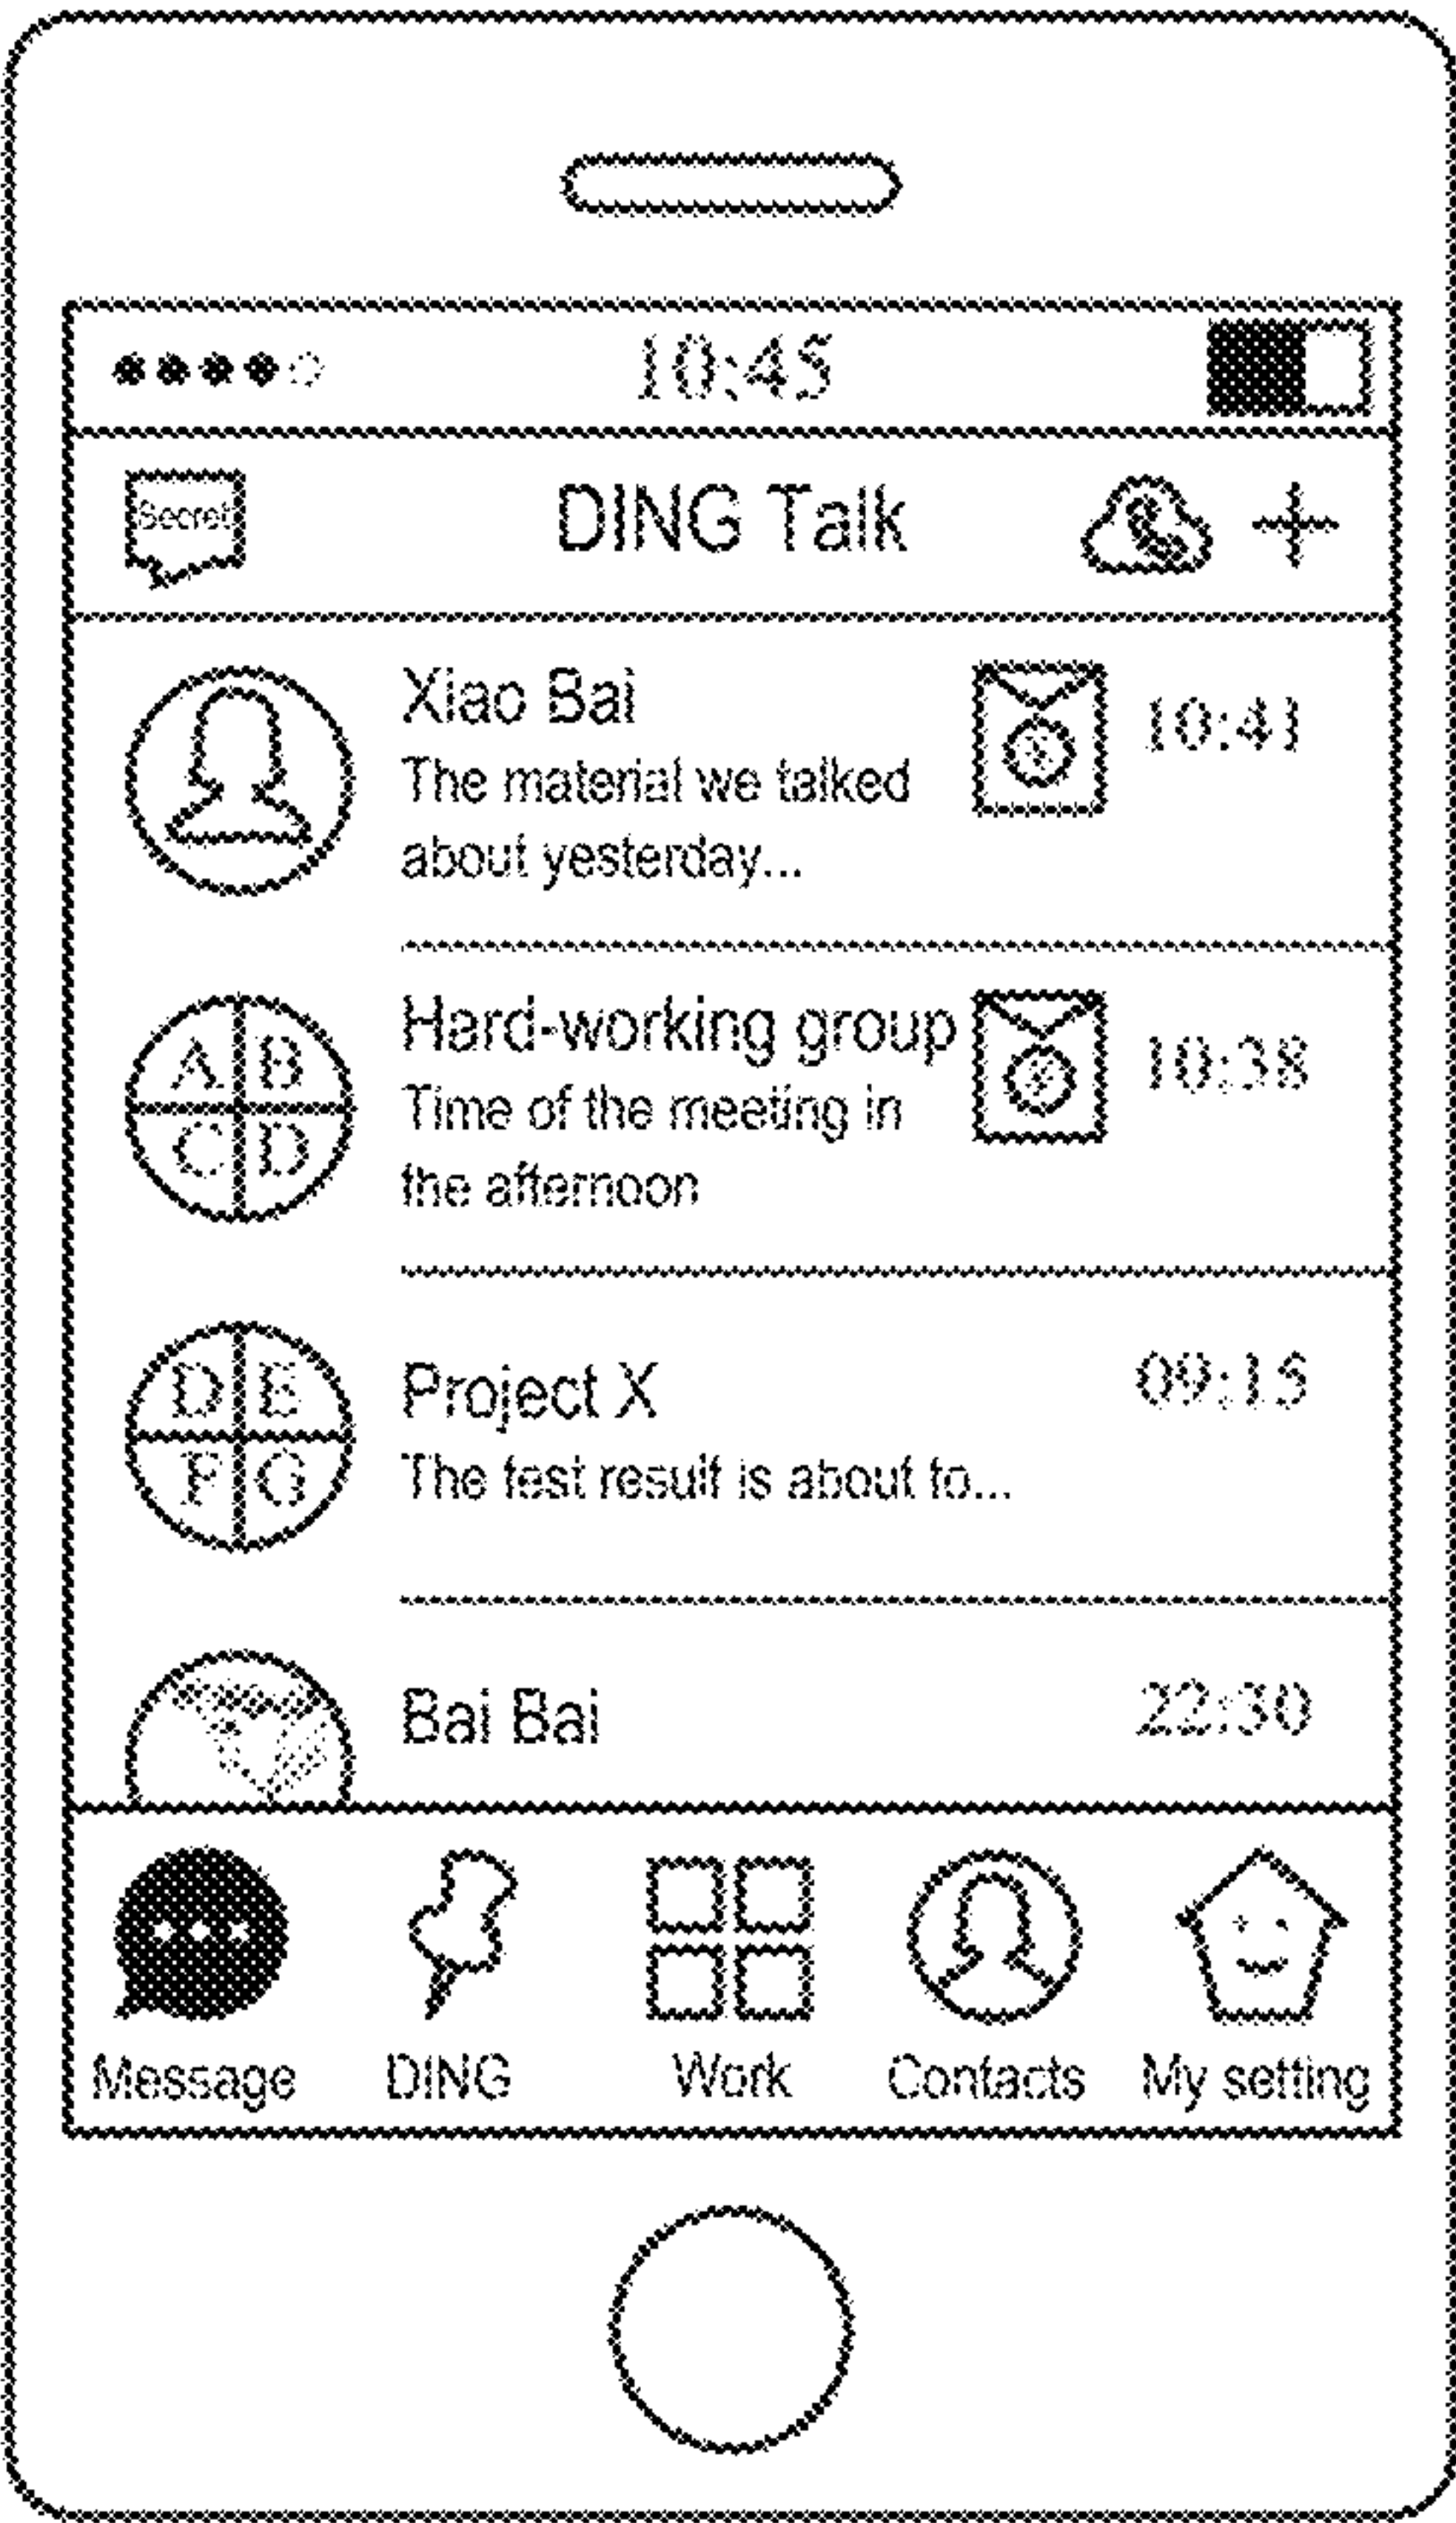 10:45
Secret
DING Talk
Xiao Bai
10:41
The material we talked
about yesterday...
A B
C D
Hard-working group
10:38
Time of the meeting in
the afternoon
D E
F G
Project X
09:15
The test result is about to...
Bai Bai
22:30
Message DING Work Contacts My setting